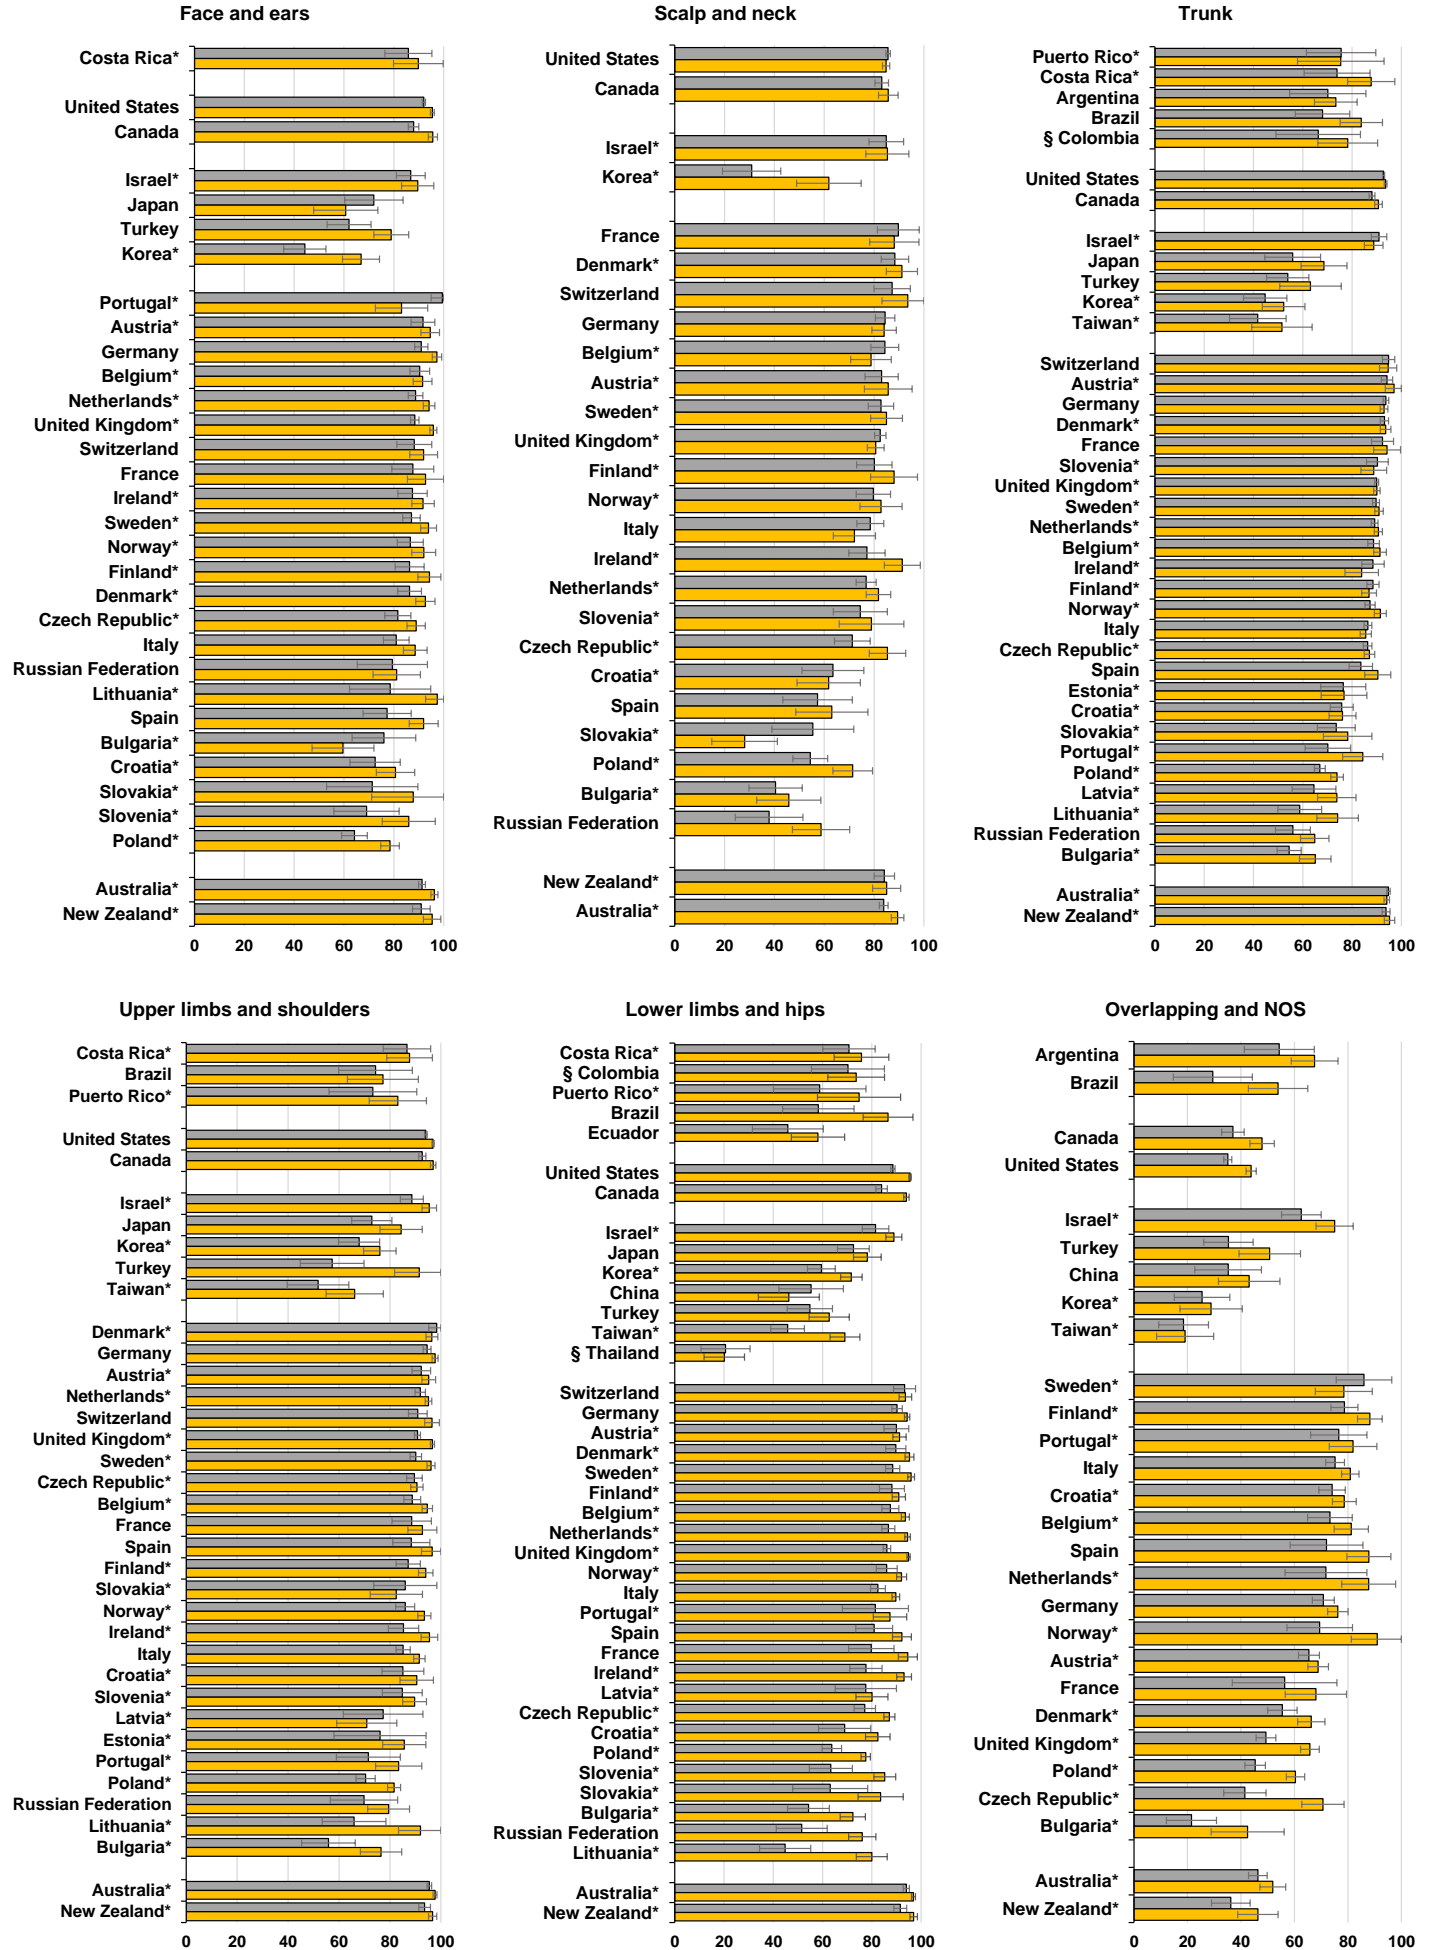 Face and ears
Costa Rica*
United States
Canada
Israel*
Japan
Turkey
Korea*
Portugal*
Austria*
Germany
Belgium*
Netherlands*
United Kingdom*
Switzerland
France
Ireland*
Sweden*
Norway*
Finland*
Denmark*
Czech Republic*
Italy
Russian Federation
Lithuania*
Spain
Bulgaria*
Croatia*
Slovakia*
Slovenia*
Poland*
Australia*
New Zealand*
0 20 40 60 80 100
Scalp and neck
United States
Canada
Israel*
Korea*
France
Denmark*
Switzerland
Germany
Belgium*
Austria*
Sweden*
United Kingdom*
Finland*
Norway*
Italy
Ireland*
Netherlands*
Slovenia*
Czech Republic*
Croatia*
Spain
Slovakia*
Poland*
Bulgaria*
Russian Federation
New Zealand*
Australia*
0 20 40 60 80 100
Trunk
Puerto Rico*
Costa Rica*
Argentina
Brazil
§ Colombia
United States
Canada
Israel*
Japan
Turkey
Korea*
Taiwan*
Switzerland
Austria*
Germany
Denmark*
France
Slovenia*
United Kingdom*
Sweden*
Netherlands*
Belgium*
Ireland*
Finland*
Norway*
Italy
Czech Republic*
Spain
Estonia*
Croatia*
Slovakia*
Portugal*
Poland*
Latvia*
Lithuania*
Russian Federation
Bulgaria*
Australia*
New Zealand*
0 20 40 60 80 100
Upper limbs and shoulders
Costa Rica*
Brazil
Puerto Rico*
United States
Canada
Israel*
Japan
Korea*
Turkey
Taiwan*
Denmark*
Germany
Austria*
Netherlands*
Switzerland
United Kingdom*
Sweden*
Czech Republic*
Belgium*
France
Spain
Finland*
Slovakia*
Norway*
Ireland*
Italy
Croatia*
Slovenia*
Latvia*
Estonia*
Portugal*
Poland*
Russian Federation
Lithuania*
Bulgaria*
Australia*
New Zealand*
0 20 40 60 80 100
Lower limbs and hips
Costa Rica*
§ Colombia
Puerto Rico*
Brazil
Ecuador
United States
Canada
Israel*
Japan
Korea*
China
Turkey
Taiwan*
§ Thailand
Switzerland
Germany
Austria*
Denmark*
Sweden*
Finland*
Belgium*
Netherlands*
United Kingdom*
Norway*
Italy
Portugal*
Spain
France
Ireland*
Latvia*
Czech Republic*
Croatia*
Poland*
Slovenia*
Slovakia*
Bulgaria*
Russian Federation
Lithuania*
Australia*
New Zealand*
0 20 40 60 80 100
Overlapping and NOS
Argentina
Brazil
Canada
United States
Israel*
Turkey
China
Korea*
Taiwan*
Sweden*
Finland*
Portugal*
Italy
Croatia*
Belgium*
Spain
Netherlands*
Germany
Norway*
Austria*
France
Denmark*
United Kingdom*
Poland*
Czech Republic*
Bulgaria*
Australia*
New Zealand*
0 20 40 60 80 100